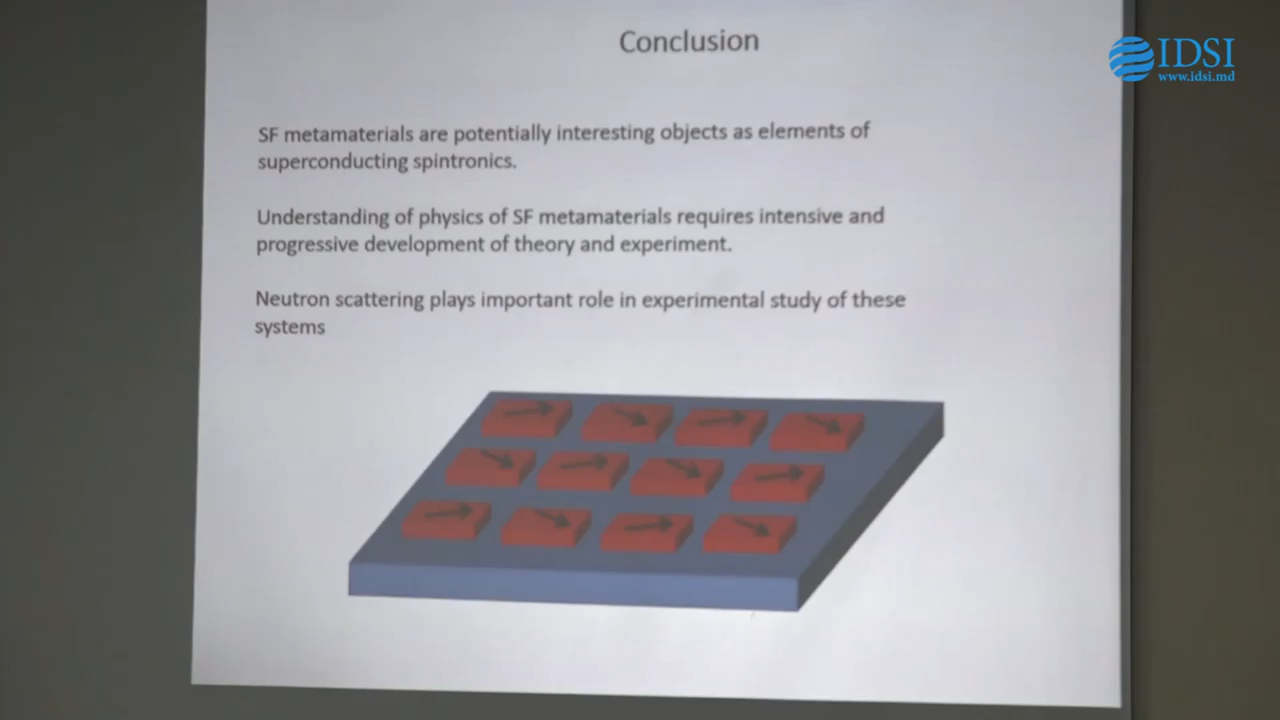 Conclusion
IDSI
www.idsi.md
SF metamaterials are potentially interesting objects as elements of
superconducting spintronics.
Understanding of physics of SF metamaterials requires intensive and
progressive development of theory and experiment.
Neutron scattering plays important role in experimental study of these
systems